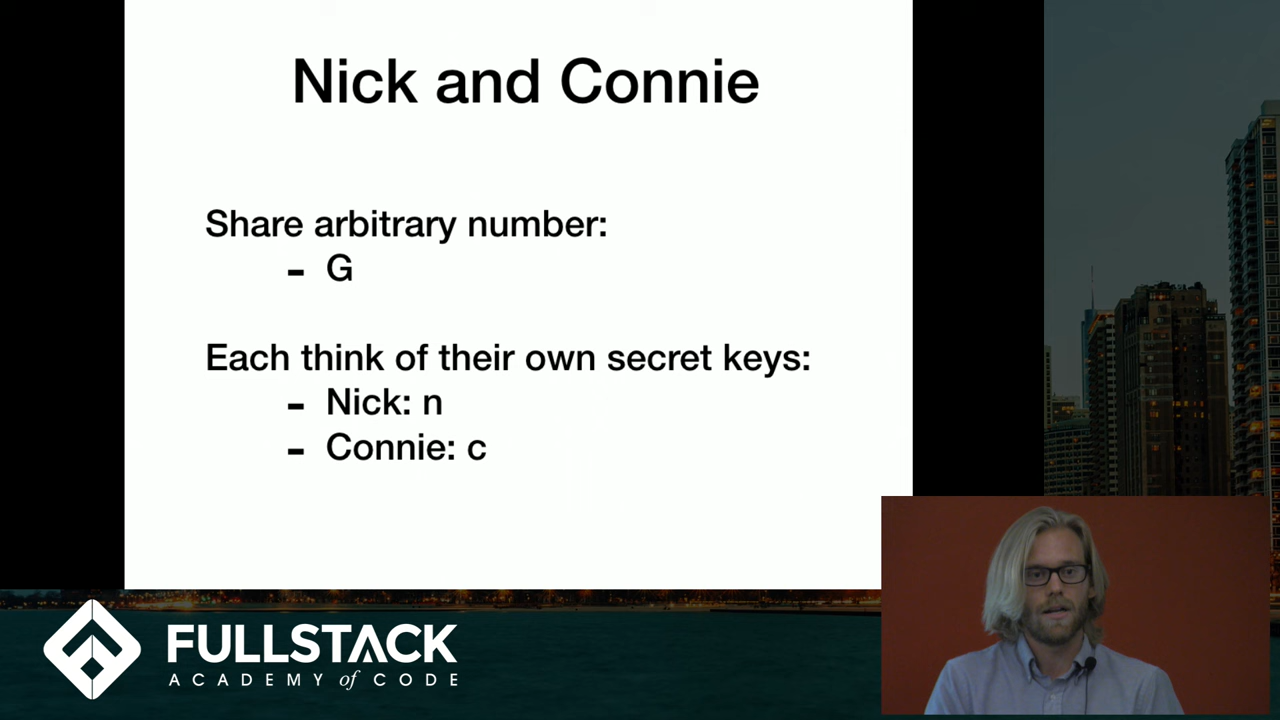 Nick and Connie
Share arbitrary number:
- G
Each think of their own secret keys:
- Nick: n
- Connie: c
FULLSTACK
ACADEMY of CODE